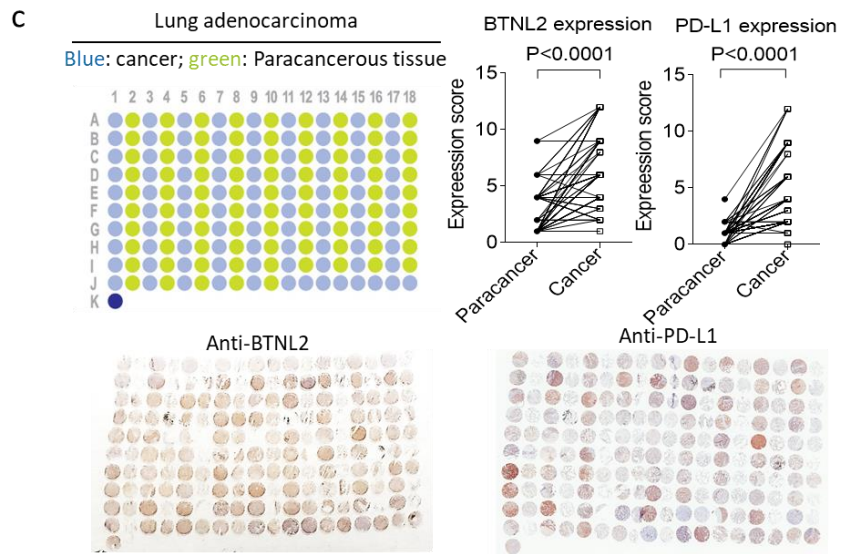 C
Lung adenocarcinoma
Blue: cancer; green: Paracancerous tissue
1 2 3 4 5 6 7 8 9 10 11 12 13 14 15 16 17 18
A
B
C
D
E
F
G
H
I
J
K
BTNL2 expression
P<0.0001
Expreession score
15
10
5
0
Paracancer
Cancer
PD-L1 expression
P<0.0001
Expreession score
15
10
5
0
Paracancer
Cancer
Anti-BTNL2
Anti-PD-L1